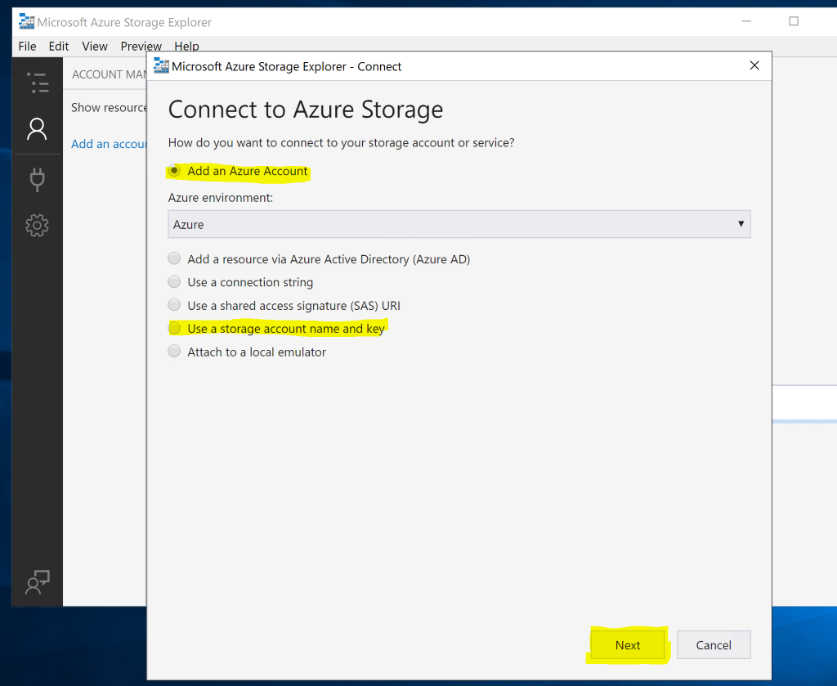 Microsoft Azure Storage Explorer
File Edit View Preview Help
ACCOUNT MAN
Show resource
Add an accou
Microsoft Azure Storage Explorer - Connect
Connect to Azure Storage
How do you want to connect to your storage account or service?
Add an Azure Account
Azure environment:
Azure
Add a resource via Azure Active Directory (Azure AD)
Use a connection string
Use a shared access signature (SAS) URI
Use a storage account name and key
Attach to a local emulator
Next Cancel